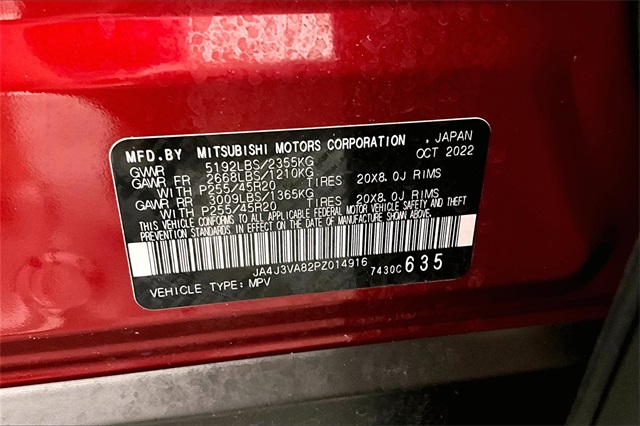 MFD.BY MITSUBISHI MOTORS CORPORATION , JAPAN
GVWR 5192LBS/2355KG OCT 2022
GAWR FR 2668LBS/1210KG
WITH P255/45R20 TIRES 20X8.0J RIMS
GAWR RR 3009LBS/1365KG
WITH P255/45R20 TIRES 20X8.0J RIMS
THIS VEHICLE CONFORMS TO ALL APPLICABLE FEDERAL MOTOR VEHICLE SAFETY AND THEFT
PREVENTION STANDARDS IN EFFECT ON THE DATE OF MANUFACTURE SHOWN ABOVE.
JA4J3VA82PZ014916 7430C 635
VEHICLE TYPE: MPV